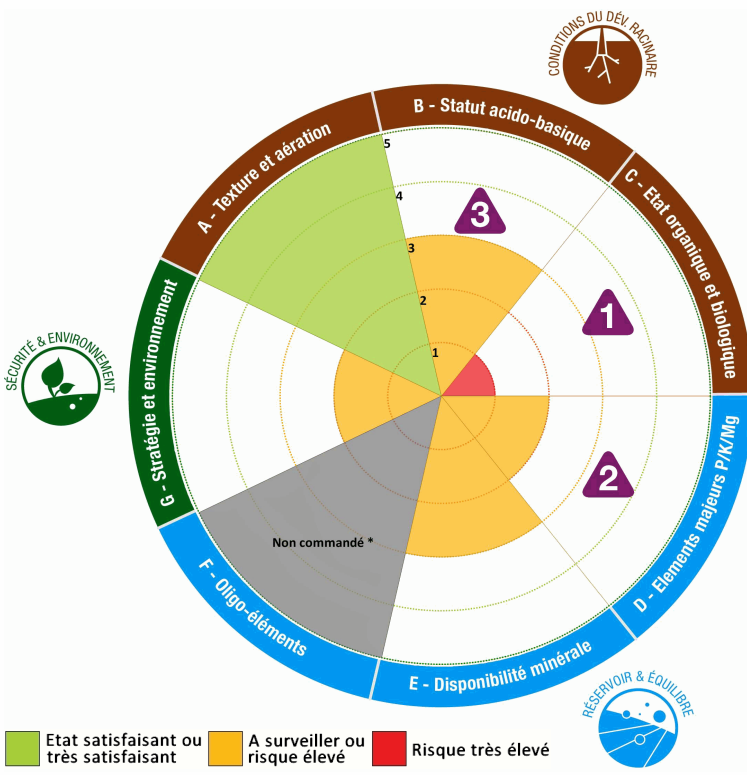 CONDITIONS DU DÉV. RACINAIRE
B - Statut acido-basique
A - Texture et aération
C - Etat organique et biologique
5
4
3
3
2
1
1
SÉCURITÉ & ENVIRONNEMENT
G - Stratégie et environnement
2
D - Elements majeurs P/K/Mg
Non commandé *
F - Oligo-éléments
E - Disponibilité minérale
RÉSERVOIR & ÉQUILIBRE
Etat satisfaisant ou
très satisfaisant
A surveiller ou
risque élevé
Risque très élevé